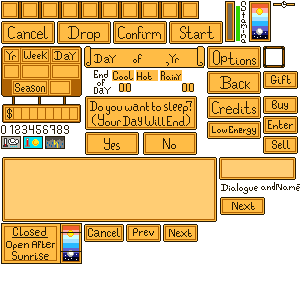 Cancel Drop Confirm Start
Stamina
Yr Week Day
Season
$
0 123456789
DAY of ,Yr
End of Day Cool Hot Rainy
00 00
Do you want to sleep?
(Your Day Will End)
Yes No
Options
Back
Credits
Low Energy
Gift
Buy
Enter
Sell
Dialogue and Name
Next
Closed
Open After
Sunrise
Cancel Prev Next